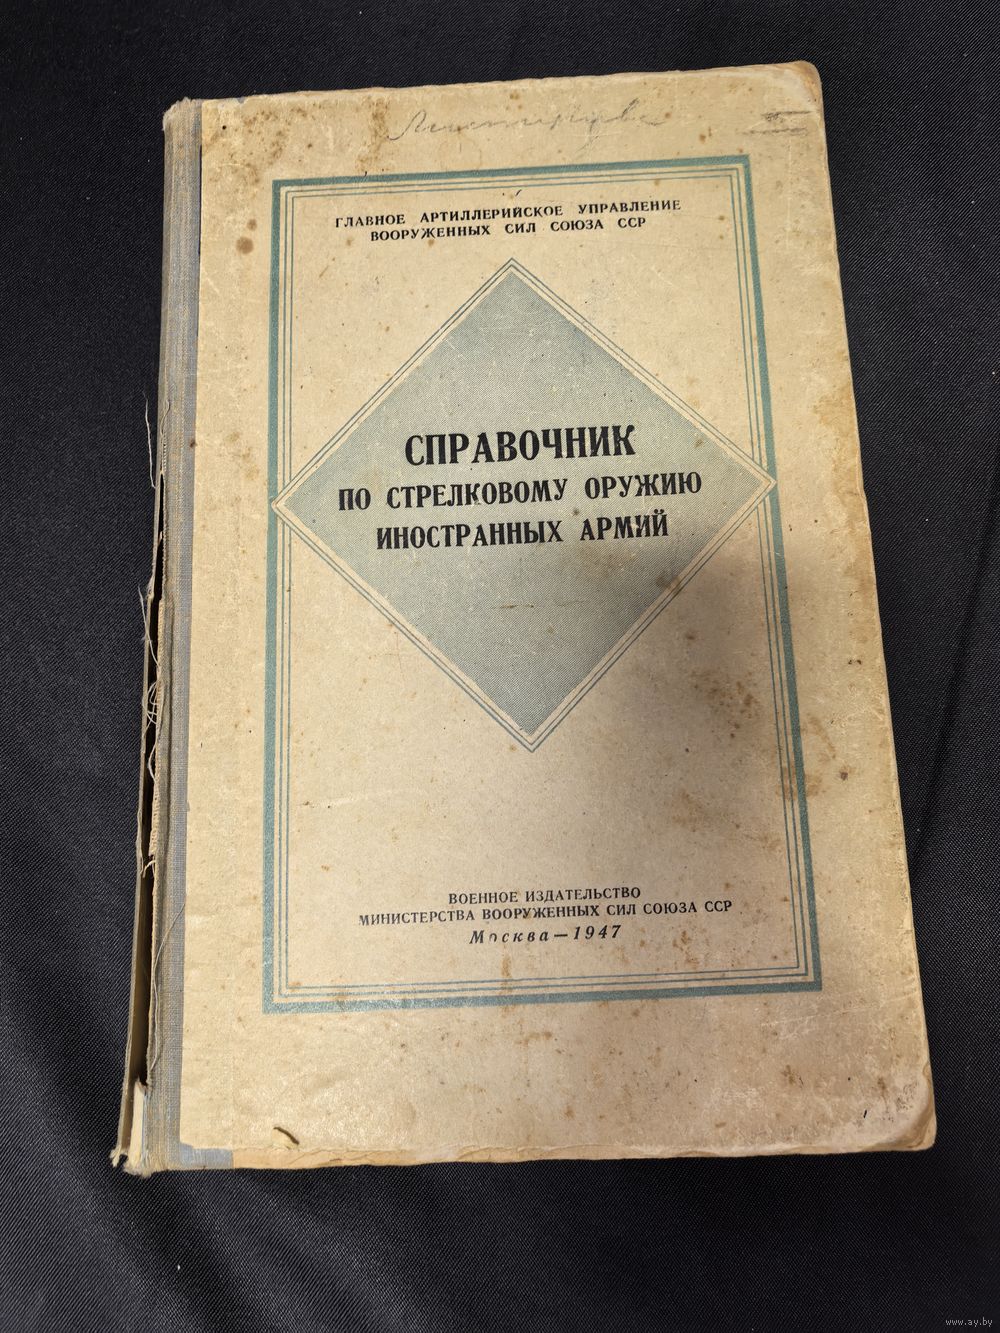 ГЛАВНОЕ АРТИЛЛЕРИЙСКОЕ УПРАВЛЕНИЕ
ВООРУЖЕННЫХ СИЛ СОЮЗА ССР
СПРАВОЧНИК
ПО СТРЕЛКОВОМУ ОРУЖИЮ
ИНОСТРАННЫХ АРМИЙ
ВОЕННОЕ ИЗДАТЕЛЬСТВО
МИНИСТЕРСТВА ВООРУЖЕННЫХ СИЛ СОЮЗА ССР
Москва — 1947
www.ay.by